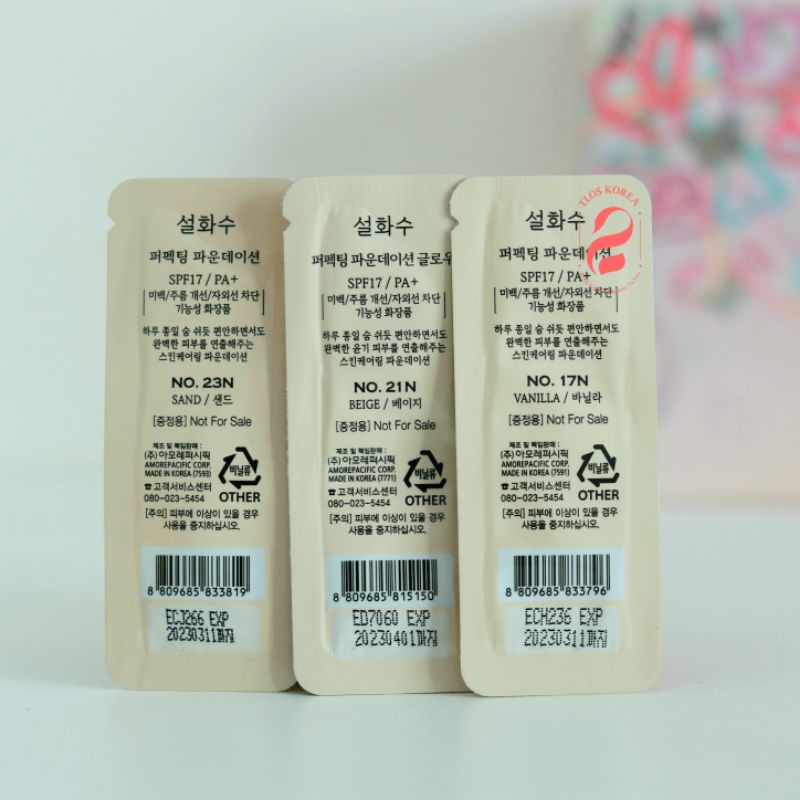 설화수
퍼펙팅 파운데이션
SPF17 / PA+
미백/주름 개선/자외선 차단
기능성 화장품
하루 종일 숨 쉬듯 편안하면서도
완벽한 피부를 연출해주는
스킨케어링 파운데이션
NO. 23N
SAND / 샌드
[증정용] Not For Sale
제조 및 책임판매 :
(주) 아모레퍼시픽
AMOREPACIFIC CORP.
MADE IN KOREA (7593)
☎고객서비스센터
080-023-5454
비닐류
OTHER
[주의] 피부에 이상이 있을 경우
사용을 중지하십시오.
8 809685 833819
ECJ266 EXP
20230311까지
설화수
퍼펙팅 파운데이션 글로우
SPF17 / PA+
미백/주름 개선/자외선 차단
기능성 화장품
하루 종일 숨 쉬듯 편안하면서도
완벽한 윤기 피부를 연출해주는
스킨케어링 파운데이션
NO. 21N
BEIGE / 베이지
[증정용] Not For Sale
제조 및 책임판매 :
(주) 아모레퍼시픽
AMOREPACIFIC CORP.
MADE IN KOREA (7771)
☎고객서비스센터
080-023-5454
비닐류
OTHER
[주의] 피부에 이상이 있을 경우
사용을 중지하십시오.
8 809685 815150
ED7060 EXP
20230401까지
TLOS KOREA
설화수
퍼펙팅 파운데이션
SPF17 / PA+
미백/주름 개선/자외선 차단
기능성 화장품
하루 종일 숨 쉬듯 편안하면서도
완벽한 피부를 연출해주는
스킨케어링 파운데이션
NO. 17N
VANILLA / 바닐라
[증정용] Not For Sale
제조 및 책임판매 :
(주) 아모레퍼시픽
AMOREPACIFIC CORP.
MADE IN KOREA (7591)
☎고객서비스센터
080-023-5454
비닐류
OTHER
[주의] 피부에 이상이 있을 경우
사용을 중지하십시오.
8 809685 833796
ECH236 EXP
20230311까지